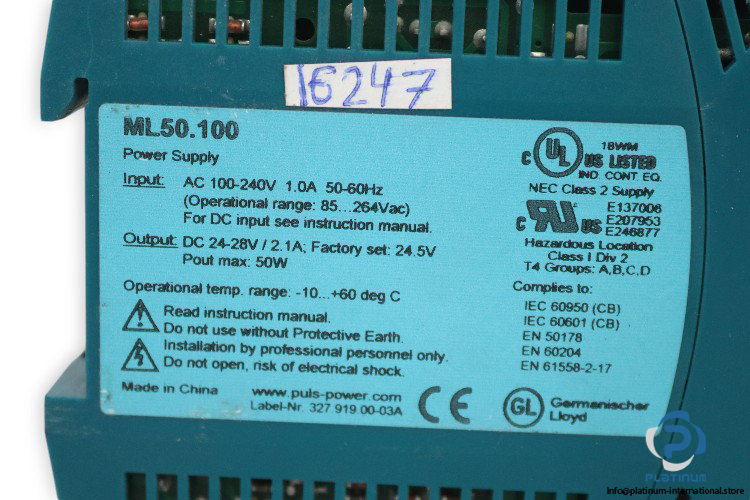 16247
ML50.100
Power Supply
Input: AC 100-240V 1.0A 50-60Hz
(Operational range: 85...264Vac)
For DC input see instruction manual.
Output: DC 24-28V / 2.1A; Factory set: 24.5V
Pout max: 50W
Operational temp. range: -10...+60 deg C
Read instruction manual.
Do not use without Protective Earth.
Installation by professional personnel only.
Do not open, risk of electrical shock.
Made in China
www.puls-power.com
Label-Nr. 327 919.00-03A
CE
18WM
c UL US LISTED
IND. CONT. EQ.
NEC Class 2 Supply
c UR US
E137006
E207953
E246877
Hazardous Location
Class I Div 2
T4 Groups: A,B,C,D
Complies to:
IEC 60950 (CB)
IEC 60601 (CB)
EN 50178
EN 60204
EN 61558-2-17
GL Germanischer
Lloyd
PLATINUM
info@platinum-international.store